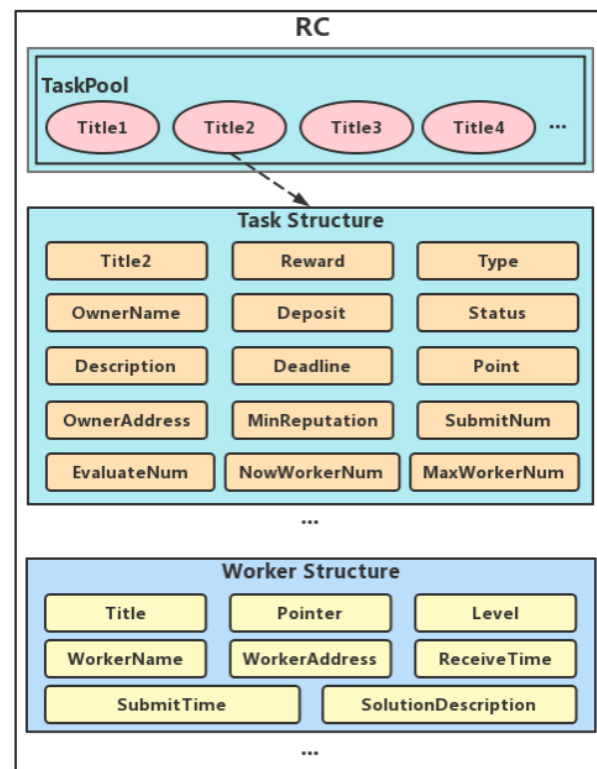 RC
TaskPool
Title1 Title2 Title3 Title4 ...
Task Structure
Title2 Reward Type
OwnerName Deposit Status
Description Deadline Point
OwnerAddress MinReputation SubmitNum
EvaluateNum NowWorkerNum MaxWorkerNum
...
Worker Structure
Title Pointer Level
WorkerName WorkerAddress ReceiveTime
SubmitTime SolutionDescription
...